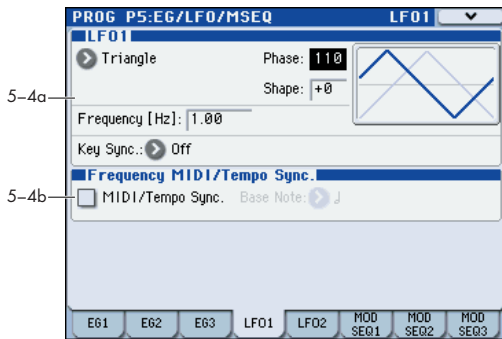 PROG P5:EG/LFO/MSEQ LFO1
LFO1
Triangle Phase: 110
Shape: +0
5-4a
Frequency [Hz]: 1.00
Key Sync.: Off
Frequency MIDI/Tempo Sync.
5-4b
MIDI/Tempo Sync. Base Note: ♩
EG1 EG2 EG3 LFO1 LFO2 MOD SEQ1 MOD SEQ2 MOD SEQ3